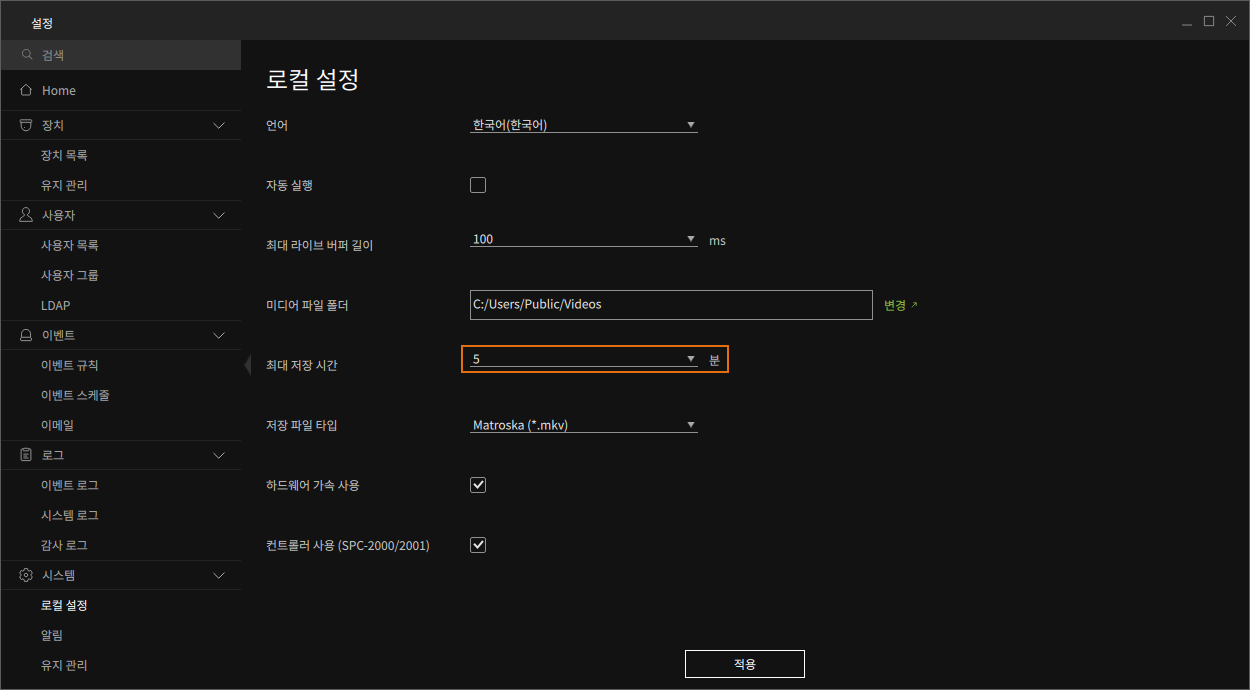 설정
검색
Home
장치
장치 목록
유지 관리
사용자
사용자 목록
사용자 그룹
LDAP
이벤트
이벤트 규칙
이벤트 스케줄
이메일
로그
이벤트 로그
시스템 로그
감사 로그
시스템
로컬 설정
알림
유지 관리
로컬 설정
언어 한국어(한국어)
자동 실행
최대 라이브 버퍼 길이 100 ms
미디어 파일 폴더 C:/Users/Public/Videos 변경
최대 저장 시간 5 분
저장 파일 타입 Matroska (*.mkv)
하드웨어 가속 사용
컨트롤러 사용 (SPC-2000/2001)
적용